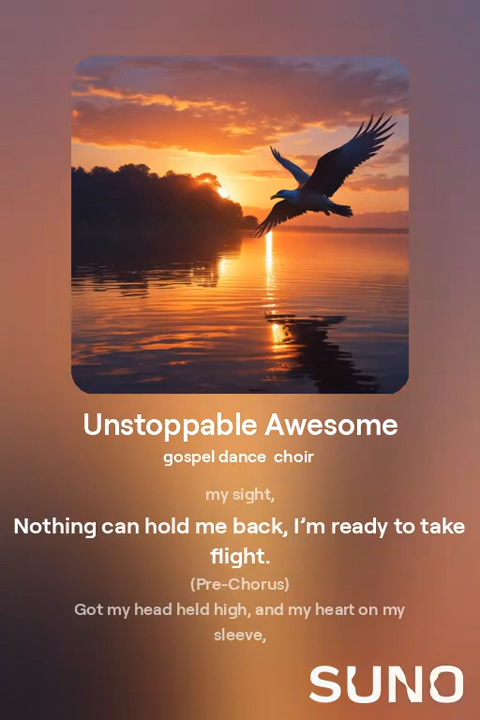 Unstoppable Awesome
gospel dance choir
my sight,
Nothing can hold me back, I'm ready to take
flight.
(Pre-Chorus)
Got my head held high, and my heart on my
sleeve,
SUNO